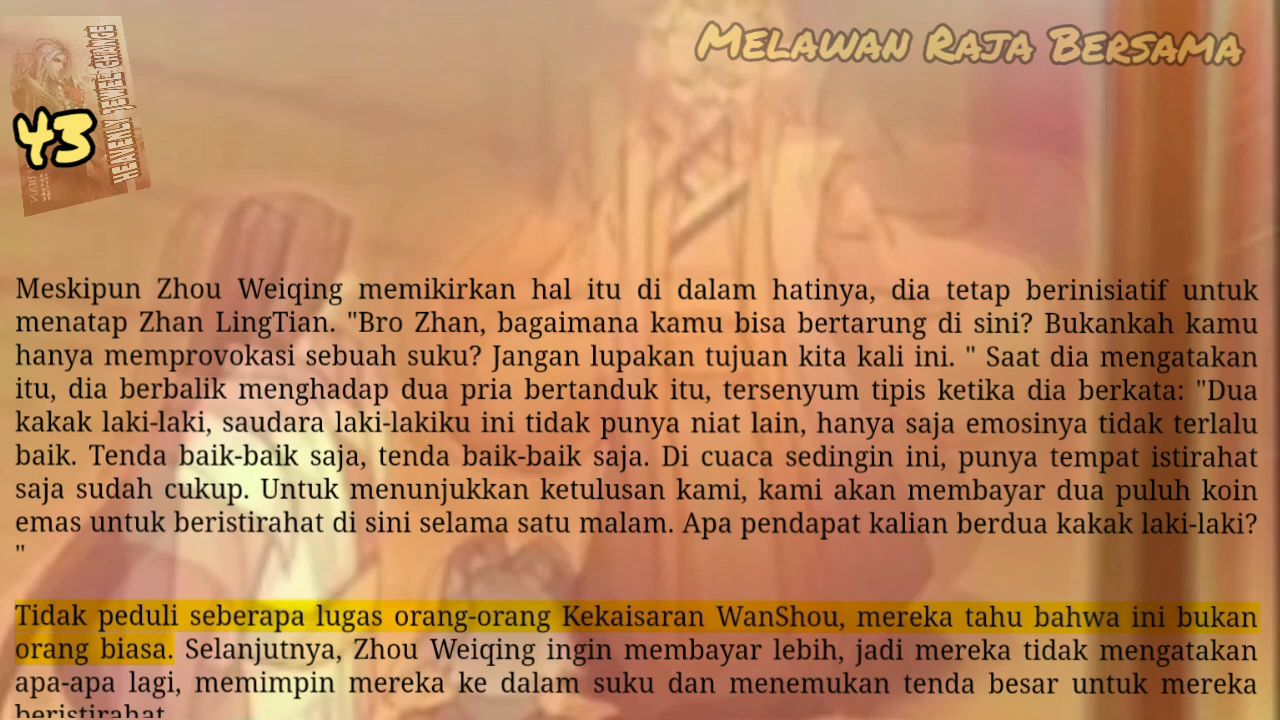 Melawan Raja Bersama
HEAVENLY JEWEL CHANGE
43
Meskipun Zhou Weiqing memikirkan hal itu di dalam hatinya, dia tetap berinisiatif untuk
menatap Zhan LingTian. "Bro Zhan, bagaimana kamu bisa bertarung di sini? Bukankah kamu
hanya memprovokasi sebuah suku? Jangan lupakan tujuan kita kali ini. " Saat dia mengatakan
itu, dia berbalik menghadap dua pria bertanduk itu, tersenyum tipis ketika dia berkata: "Dua
kakak laki-laki, saudara laki-lakiku ini tidak punya niat lain, hanya saja emosinya tidak terlalu
baik. Tenda baik-baik saja, tenda baik-baik saja. Di cuaca sedingin ini, punya tempat istirahat
saja sudah cukup. Untuk menunjukkan ketulusan kami, kami akan membayar dua puluh koin
emas untuk beristirahat di sini selama satu malam. Apa pendapat kalian berdua kakak laki-laki?
"
Tidak peduli seberapa lugas orang-orang Kekaisaran WanShou, mereka tahu bahwa ini bukan
orang biasa. Selanjutnya, Zhou Weiqing ingin membayar lebih, jadi mereka tidak mengatakan
apa-apa lagi, memimpin mereka ke dalam suku dan menemukan tenda besar untuk mereka
beristirahat.